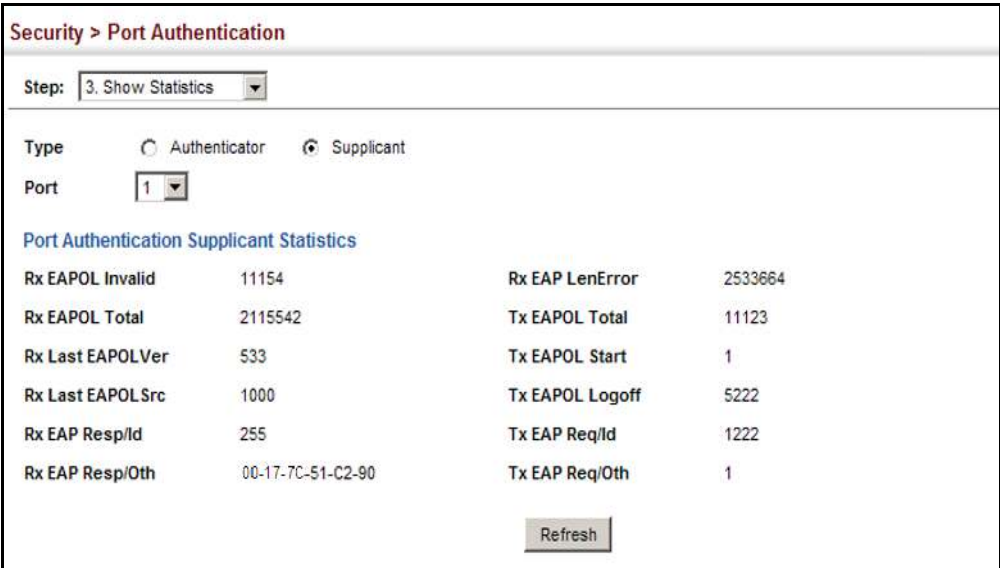 Security > Port Authentication
Step: 3. Show Statistics
Type Authenticator Supplicant
Port 1
Port Authentication Supplicant Statistics
Rx EAPOL Invalid 11154 Rx EAP LenError 2533664
Rx EAPOL Total 2115542 Tx EAPOL Total 11123
Rx Last EAPOLVer 533 Tx EAPOL Start 1
Rx Last EAPOLSrc 1000 Tx EAPOL Logoff 5222
Rx EAP Resp/Id 255 Tx EAP Req/Id 1222
Rx EAP Resp/Oth 00-17-7C-51-C2-90 Tx EAP Req/Oth 1
Refresh